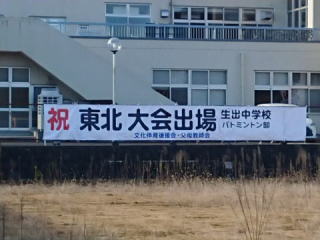 祝 東北大会出場 生出中学校
バトミントン部
文化体育後援会・父母教師会